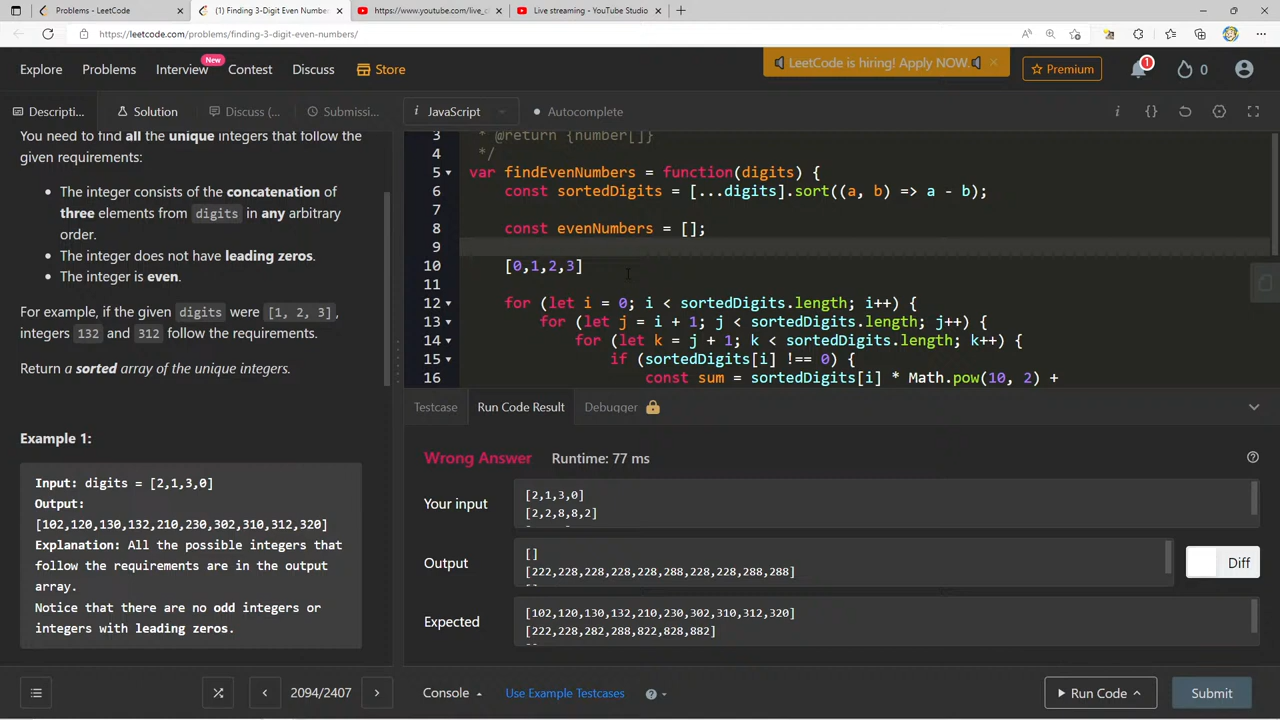 Problems - LeetCode
(1) Finding 3-Digit Even Number
https://www.youtube.com/live_c
Live streaming - YouTube Studio
https://leetcode.com/problems/finding-3-digit-even-numbers/
Explore
Problems
Interview
New
Contest
Discuss
Store
LeetCode is hiring! Apply NOW.
Premium
1
0
Descripti...
Solution
Discuss (...
Submissi...
i JavaScript
Autocomplete
You need to find all the unique integers that follow the
given requirements:
The integer consists of the concatenation of
three elements from digits in any arbitrary
order.
The integer does not have leading zeros.
The integer is even.
For example, if the given digits were [1, 2, 3],
integers 132 and 312 follow the requirements.
Return a sorted array of the unique integers.
Example 1:
Input: digits = [2,1,3,0]
Output:
[102,120,130,132,210,230,302,310,312,320]
Explanation: All the possible integers that
follow the requirements are in the output
array.
Notice that there are no odd integers or
integers with leading zeros.
3 * @return {number[]}
4 */
5 var findEvenNumbers = function(digits) {
6 const sortedDigits = [...digits].sort((a, b) => a - b);
7
8 const evenNumbers = [];
9
10 [0,1,2,3]
11
12 for (let i = 0; i < sortedDigits.length; i++) {
13 for (let j = i + 1; j < sortedDigits.length; j++) {
14 for (let k = j + 1; k < sortedDigits.length; k++) {
15 if (sortedDigits[i] !== 0) {
16 const sum = sortedDigits[i] * Math.pow(10, 2) +
Testcase
Run Code Result
Debugger
Wrong Answer
Runtime: 77 ms
Your input
[2,1,3,0]
[2,2,8,8,2]
Output
[]
[222,228,228,228,228,288,228,228,288,288]
Diff
Expected
[102,120,130,132,210,230,302,310,312,320]
[222,228,282,288,822,828,882]
2094/2407
Console
Use Example Testcases
Run Code
Submit